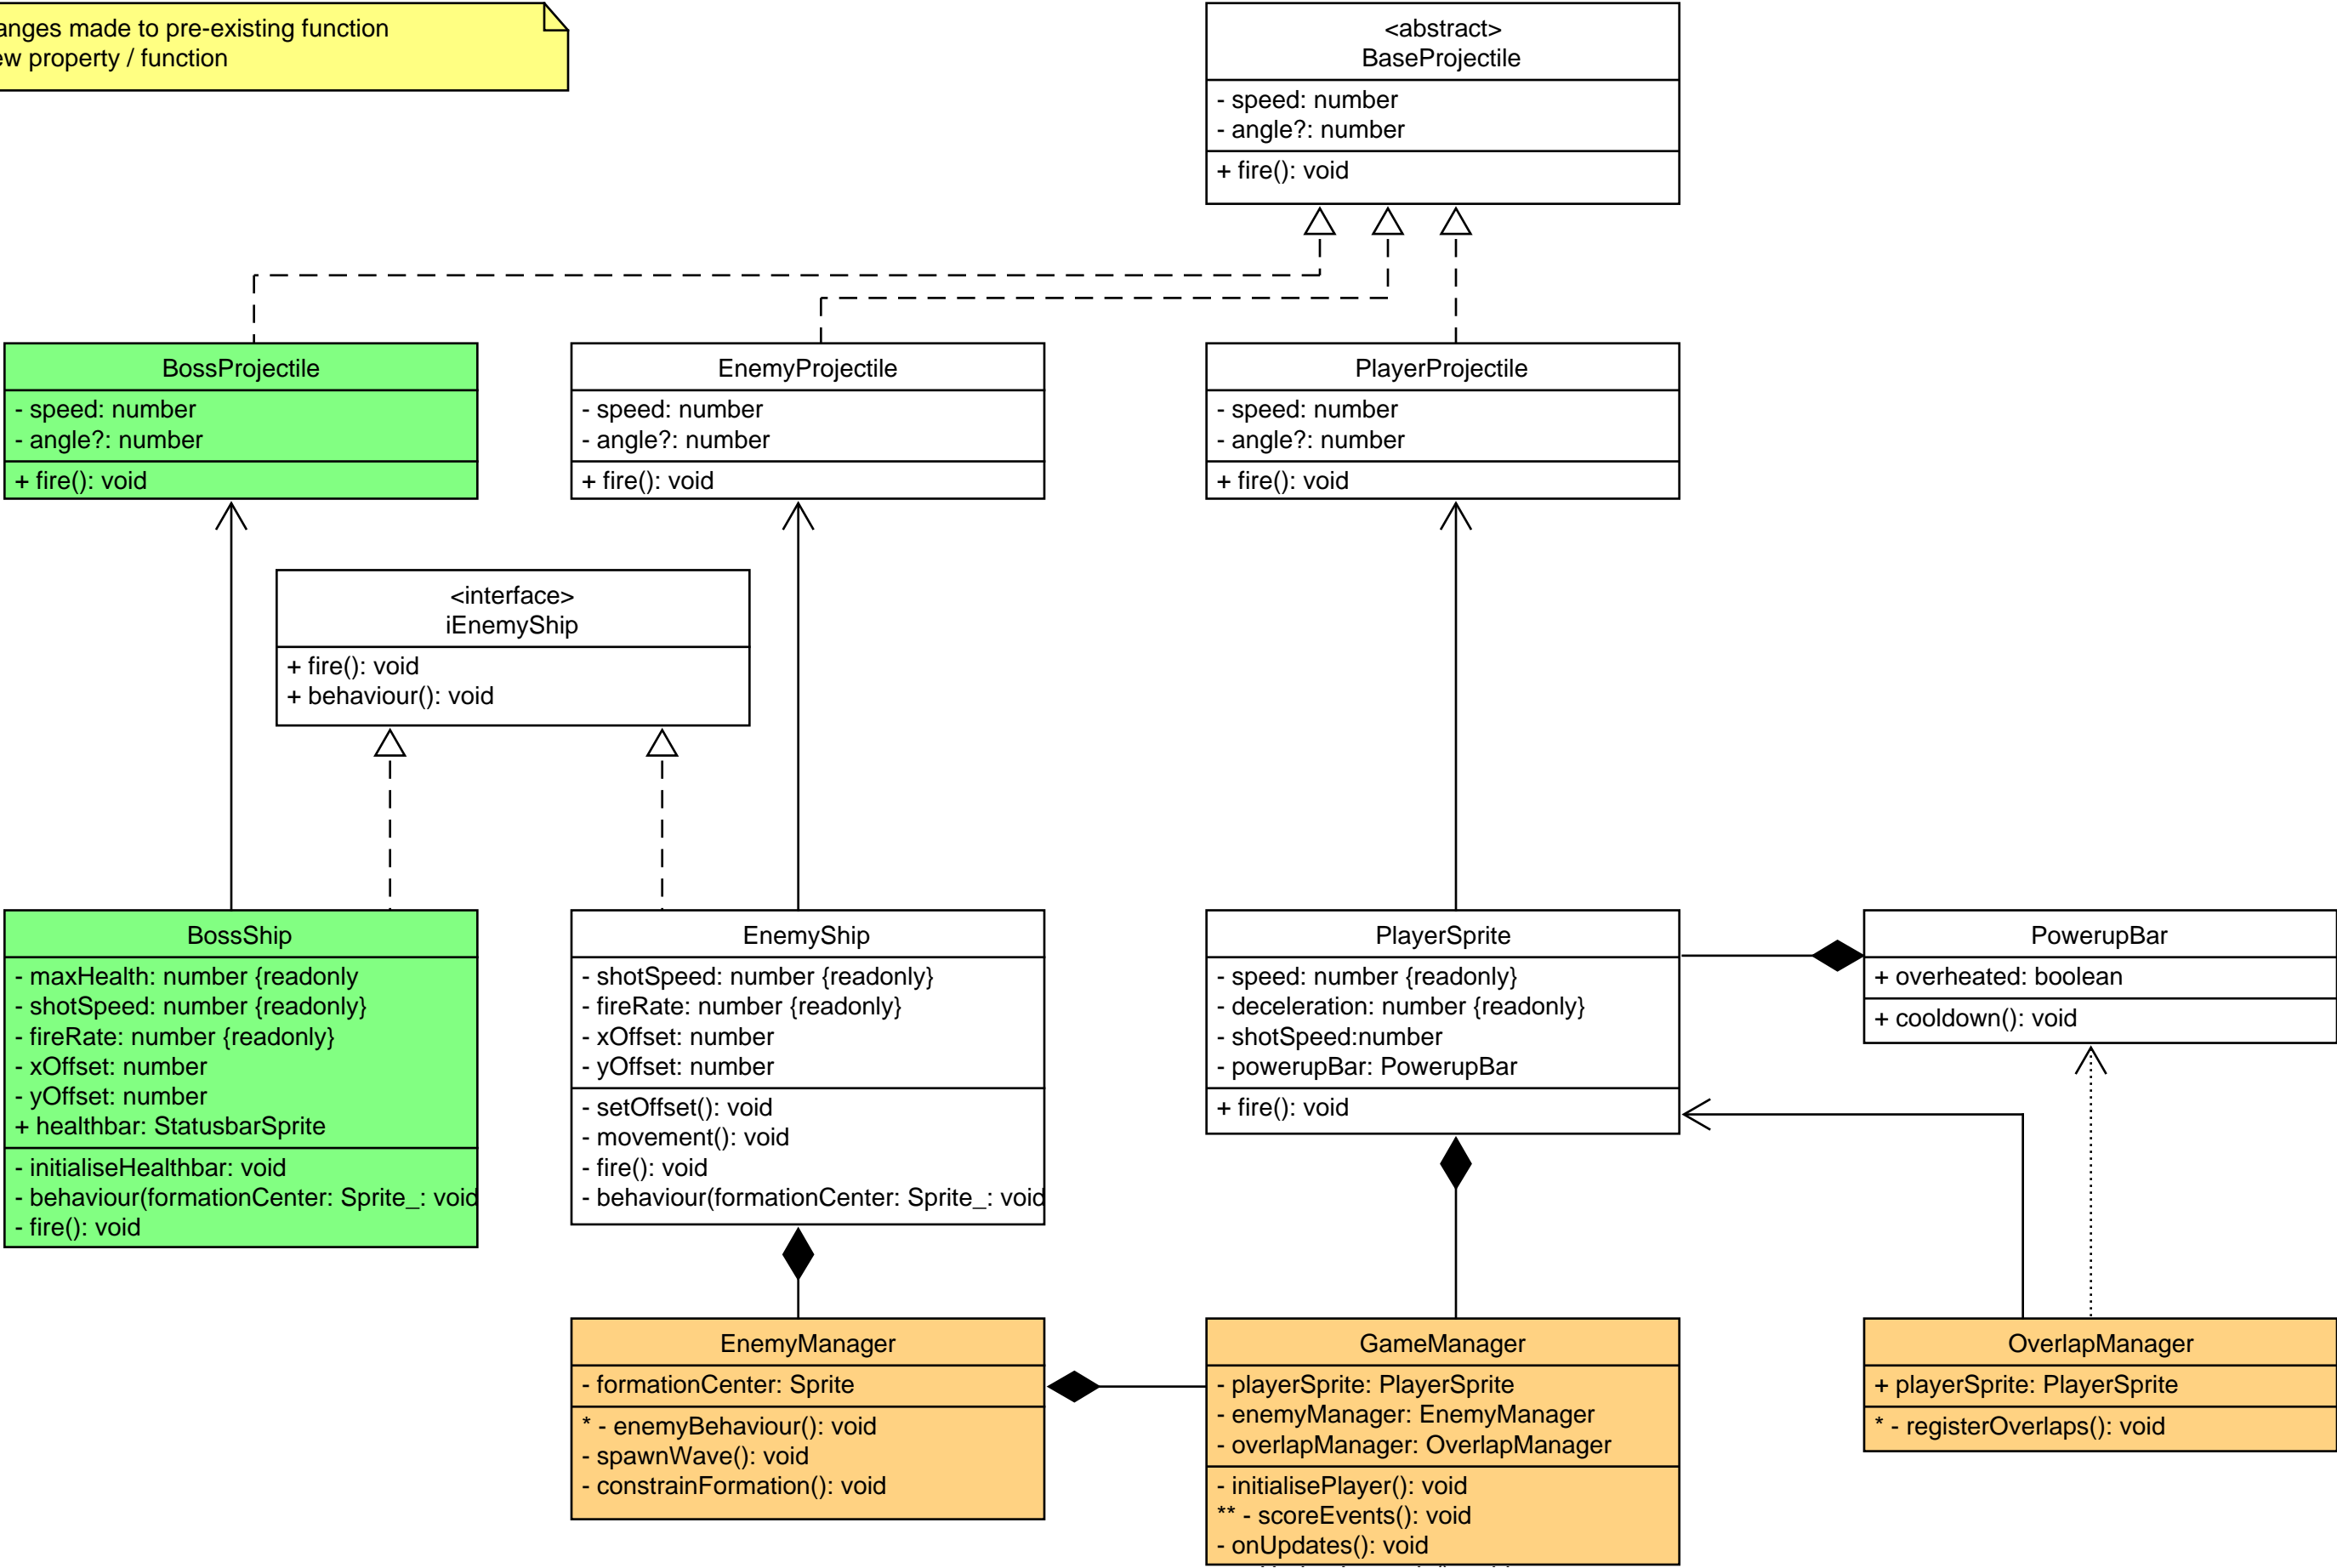 anges made to pre-existing function
ew property / function
<abstract>
BaseProjectile
- speed: number
- angle?: number
+ fire(): void
BossProjectile
- speed: number
- angle?: number
+ fire(): void
EnemyProjectile
- speed: number
- angle?: number
+ fire(): void
PlayerProjectile
- speed: number
- angle?: number
+ fire(): void
<interface>
iEnemyShip
+ fire(): void
+ behaviour(): void
BossShip
- maxHealth: number {readonly
- shotSpeed: number {readonly}
- fireRate: number {readonly}
- xOffset: number
- yOffset: number
+ healthbar: StatusbarSprite
- initialiseHealthbar: void
- behaviour(formationCenter: Sprite_: void
- fire(): void
EnemyShip
- shotSpeed: number {readonly}
- fireRate: number {readonly}
- xOffset: number
- yOffset: number
- setOffset(): void
- movement(): void
- fire(): void
- behaviour(formationCenter: Sprite_: void
PlayerSprite
- speed: number {readonly}
- deceleration: number {readonly}
- shotSpeed:number
- powerupBar: PowerupBar
+ fire(): void
PowerupBar
+ overheated: boolean
+ cooldown(): void
EnemyManager
- formationCenter: Sprite
* - enemyBehaviour(): void
- spawnWave(): void
- constrainFormation(): void
GameManager
- playerSprite: PlayerSprite
- enemyManager: EnemyManager
- overlapManager: OverlapManager
- initialisePlayer(): void
** - scoreEvents(): void
- onUpdates(): void
OverlapManager
+ playerSprite: PlayerSprite
* - registerOverlaps(): void